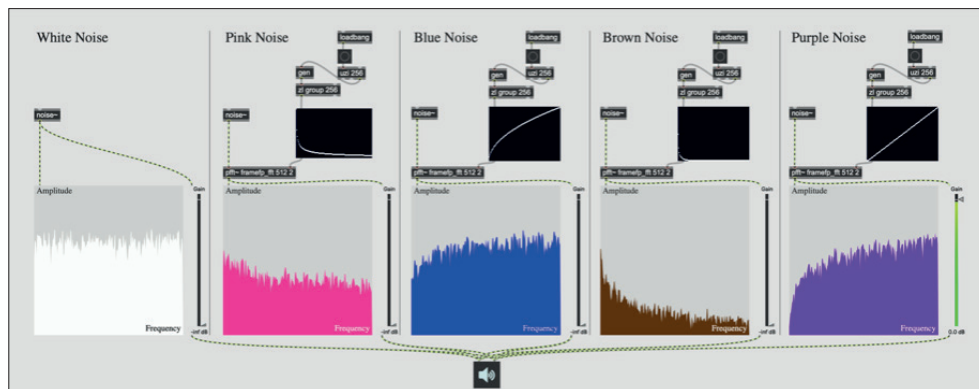 White Noise
noise~
Amplitude
Gain
Frequency
-inf dB
Pink Noise
loadbang
gen
uzi 256
zl group 256
noise~
pfft~ framefp_fft 512 2
Amplitude
Gain
Frequency
-inf dB
Blue Noise
loadbang
gen
uzi 256
zl group 256
noise~
pfft~ framefp_fft 512 2
Amplitude
Gain
Frequency
-inf dB
Brown Noise
loadbang
gen
uzi 256
zl group 256
noise~
pfft~ framefp_fft 512 2
Amplitude
Gain
Frequency
-inf dB
Purple Noise
loadbang
gen
uzi 256
zl group 256
noise~
pfft~ framefp_fft 512 2
Amplitude
Gain
Frequency
0.0 dB